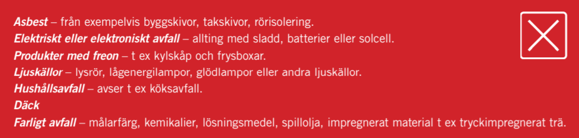 Asbest – från exempelvis byggskivor, takskivor, rörisolering.
Elektriskt eller elektroniskt avfall – allting med sladd, batterier eller solcell.
Produkter med freon – t ex kylskåp och frysboxar.
Ljuskällor – lysrör, lågenergilampor, glödlampor eller andra ljuskällor.
Hushållsavfall – avser t ex köksavfall.
Däck
Farligt avfall – målarfärg, kemikalier, lösningsmedel, spillolja, impregnerat material t ex tryckimpregnerat trä.